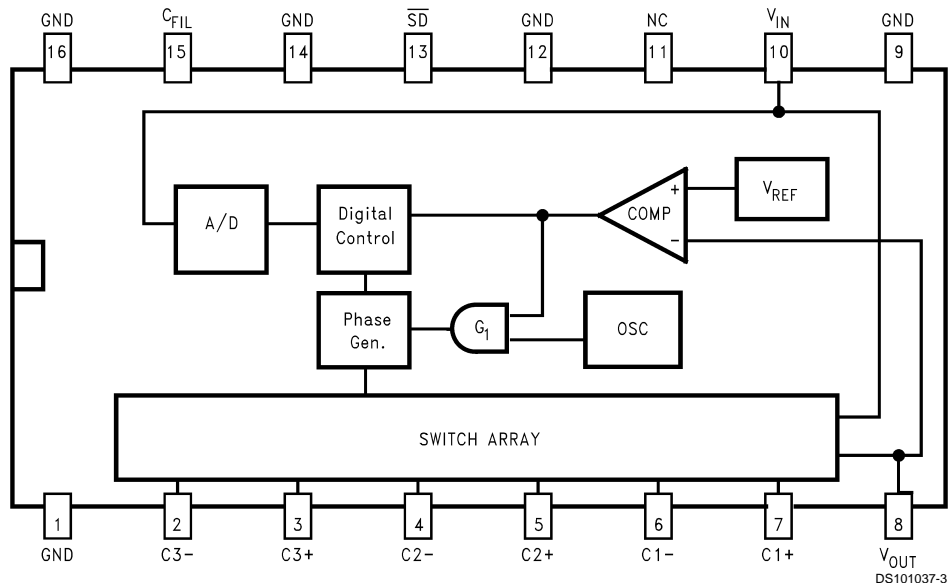 GND C_FIL GND S̅D̅ GND NC V_IN GND
16 15 14 13 12 11 10 9
V_REF
+
COMP
−
A/D
Digital
Control
Phase
Gen.
G_1
OSC
SWITCH ARRAY
1 2 3 4 5 6 7 8
GND C3− C3+ C2− C2+ C1− C1+ V_OUT
DS101037-3